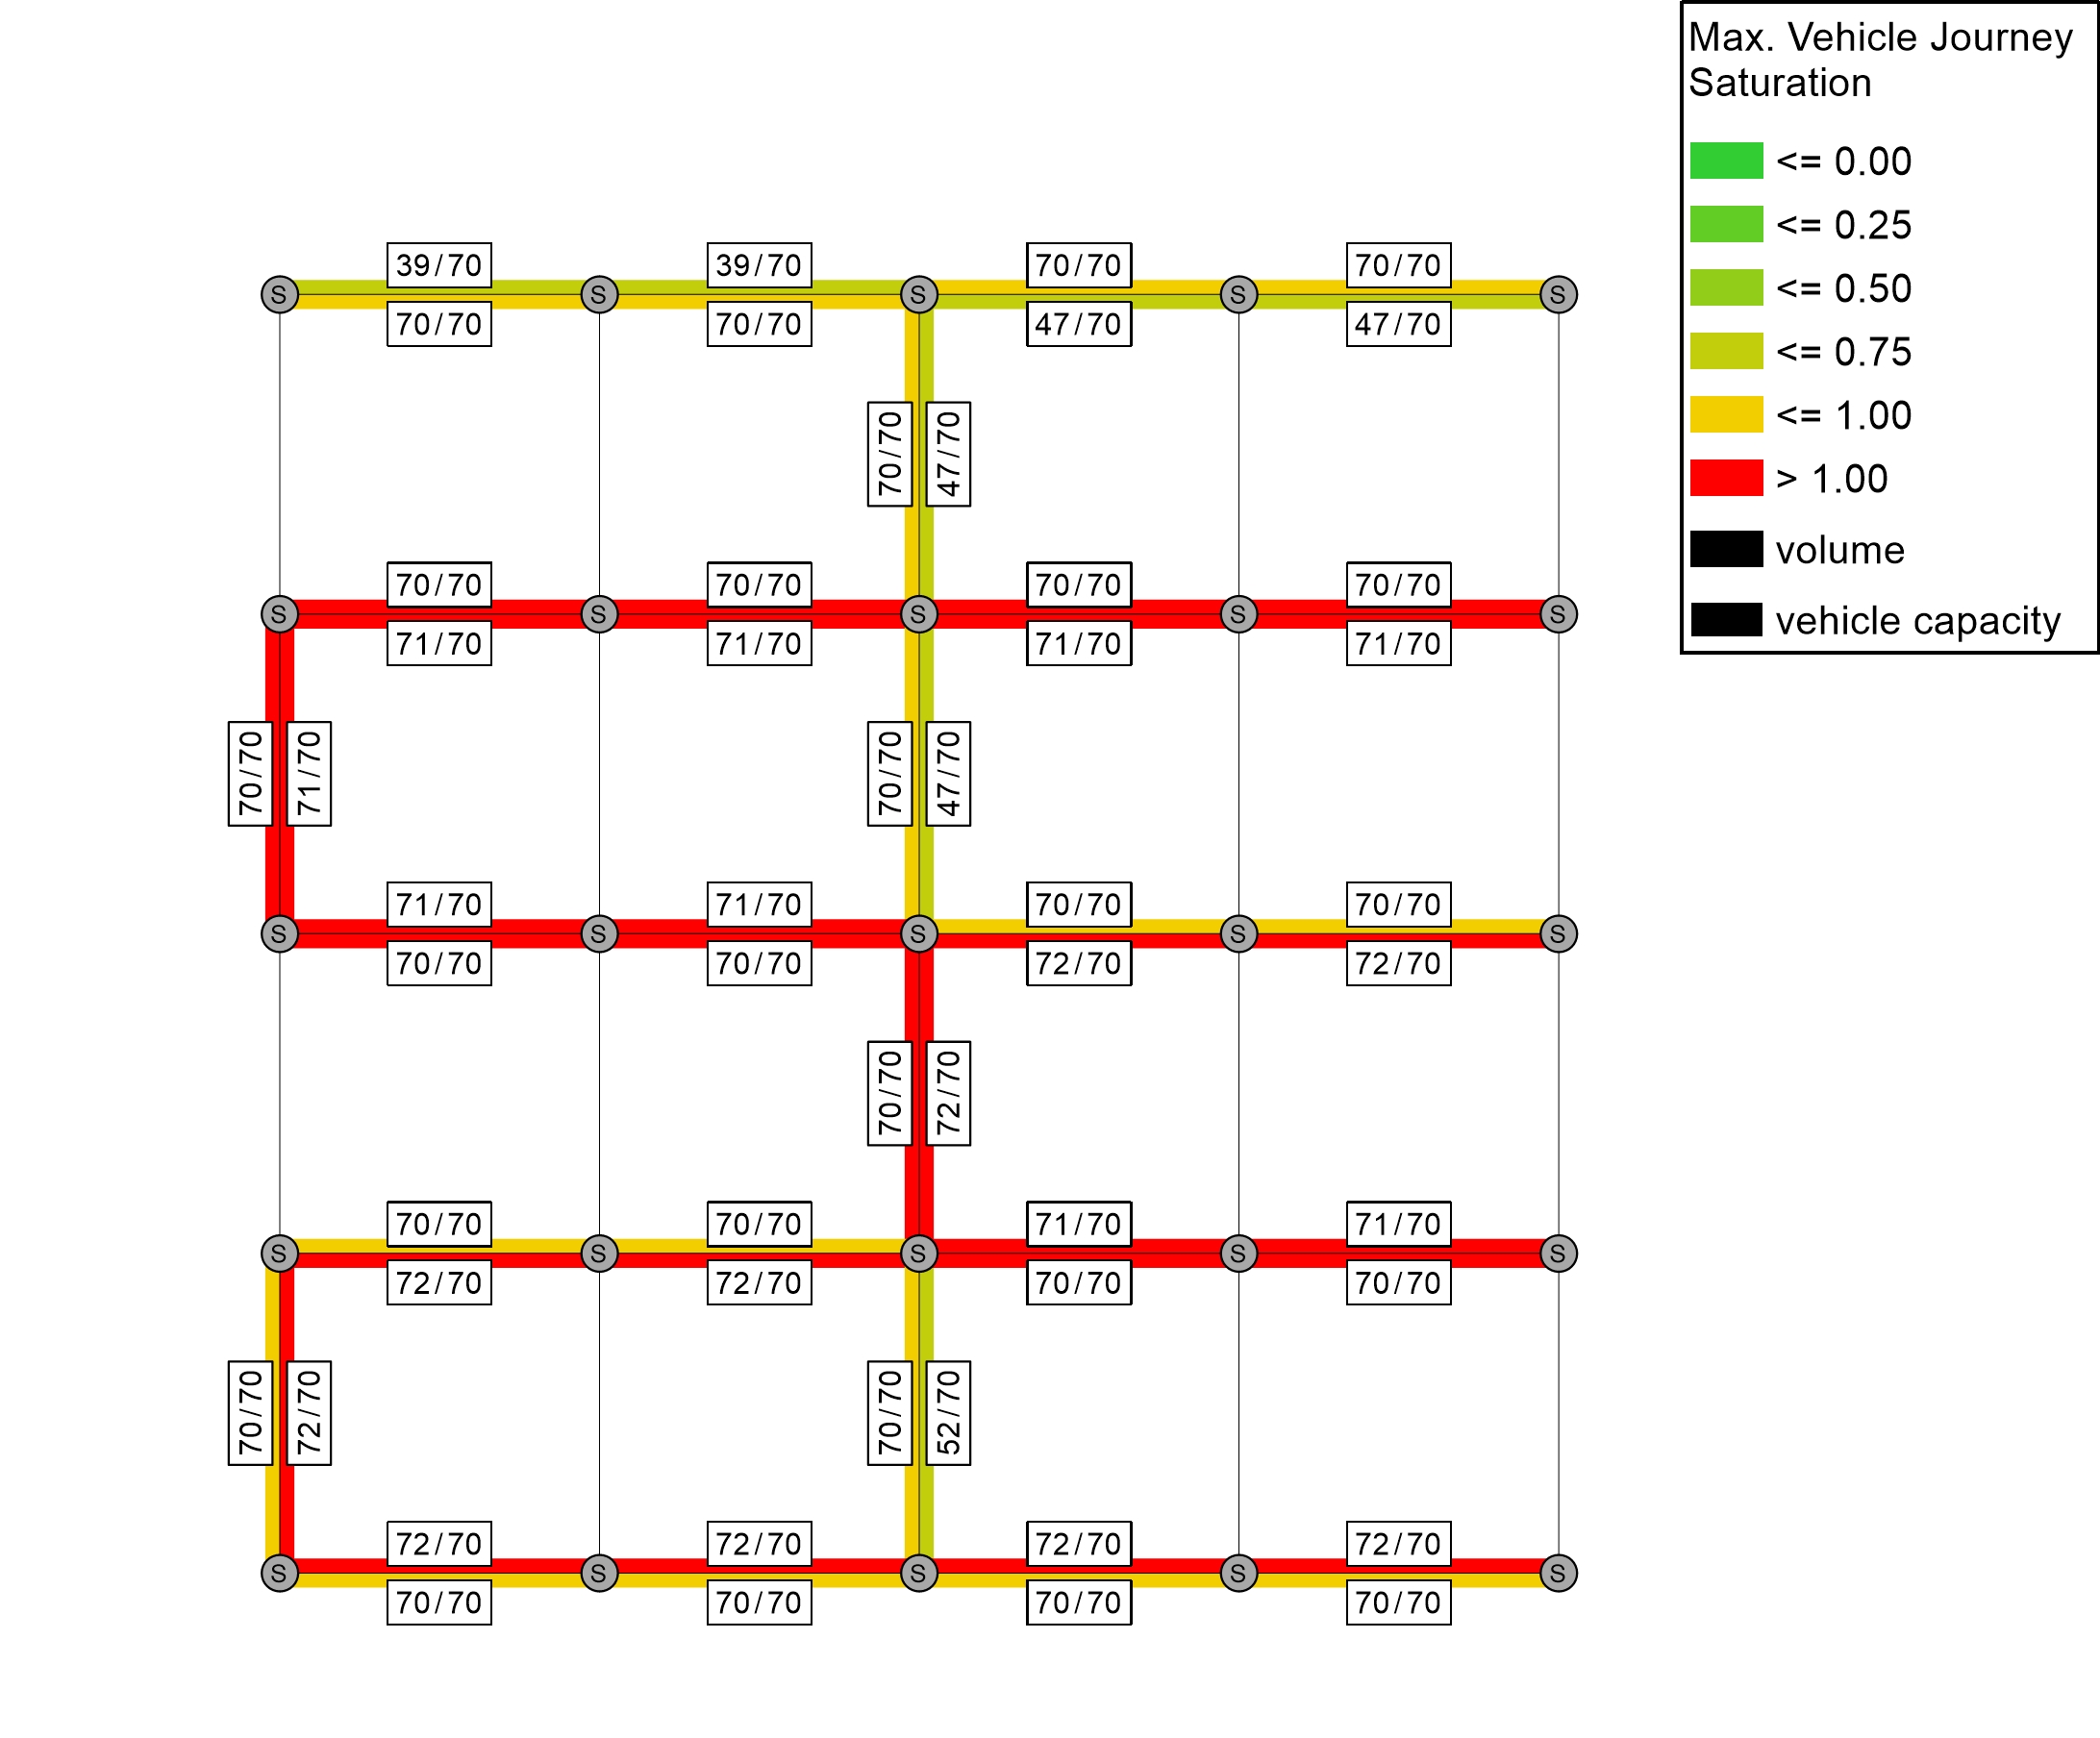 Max. Vehicle Journey
Saturation
<= 0.00
<= 0.25
<= 0.50
<= 0.75
<= 1.00
> 1.00
volume
vehicle capacity
39/70 39/70 70/70 70/70
S S S S S
70/70 70/70 47/70 47/70
70/70 47/70
70/70 70/70 70/70 70/70
S S S S S
71/70 71/70 71/70 71/70
70/70 71/70 70/70 47/70
71/70 71/70 70/70 70/70
S S S S S
70/70 70/70 72/70 72/70
70/70 72/70
70/70 70/70 71/70 71/70
S S S S S
72/70 72/70 70/70 70/70
70/70 72/70 70/70 52/70
72/70 72/70 72/70 72/70
S S S S S
70/70 70/70 70/70 70/70